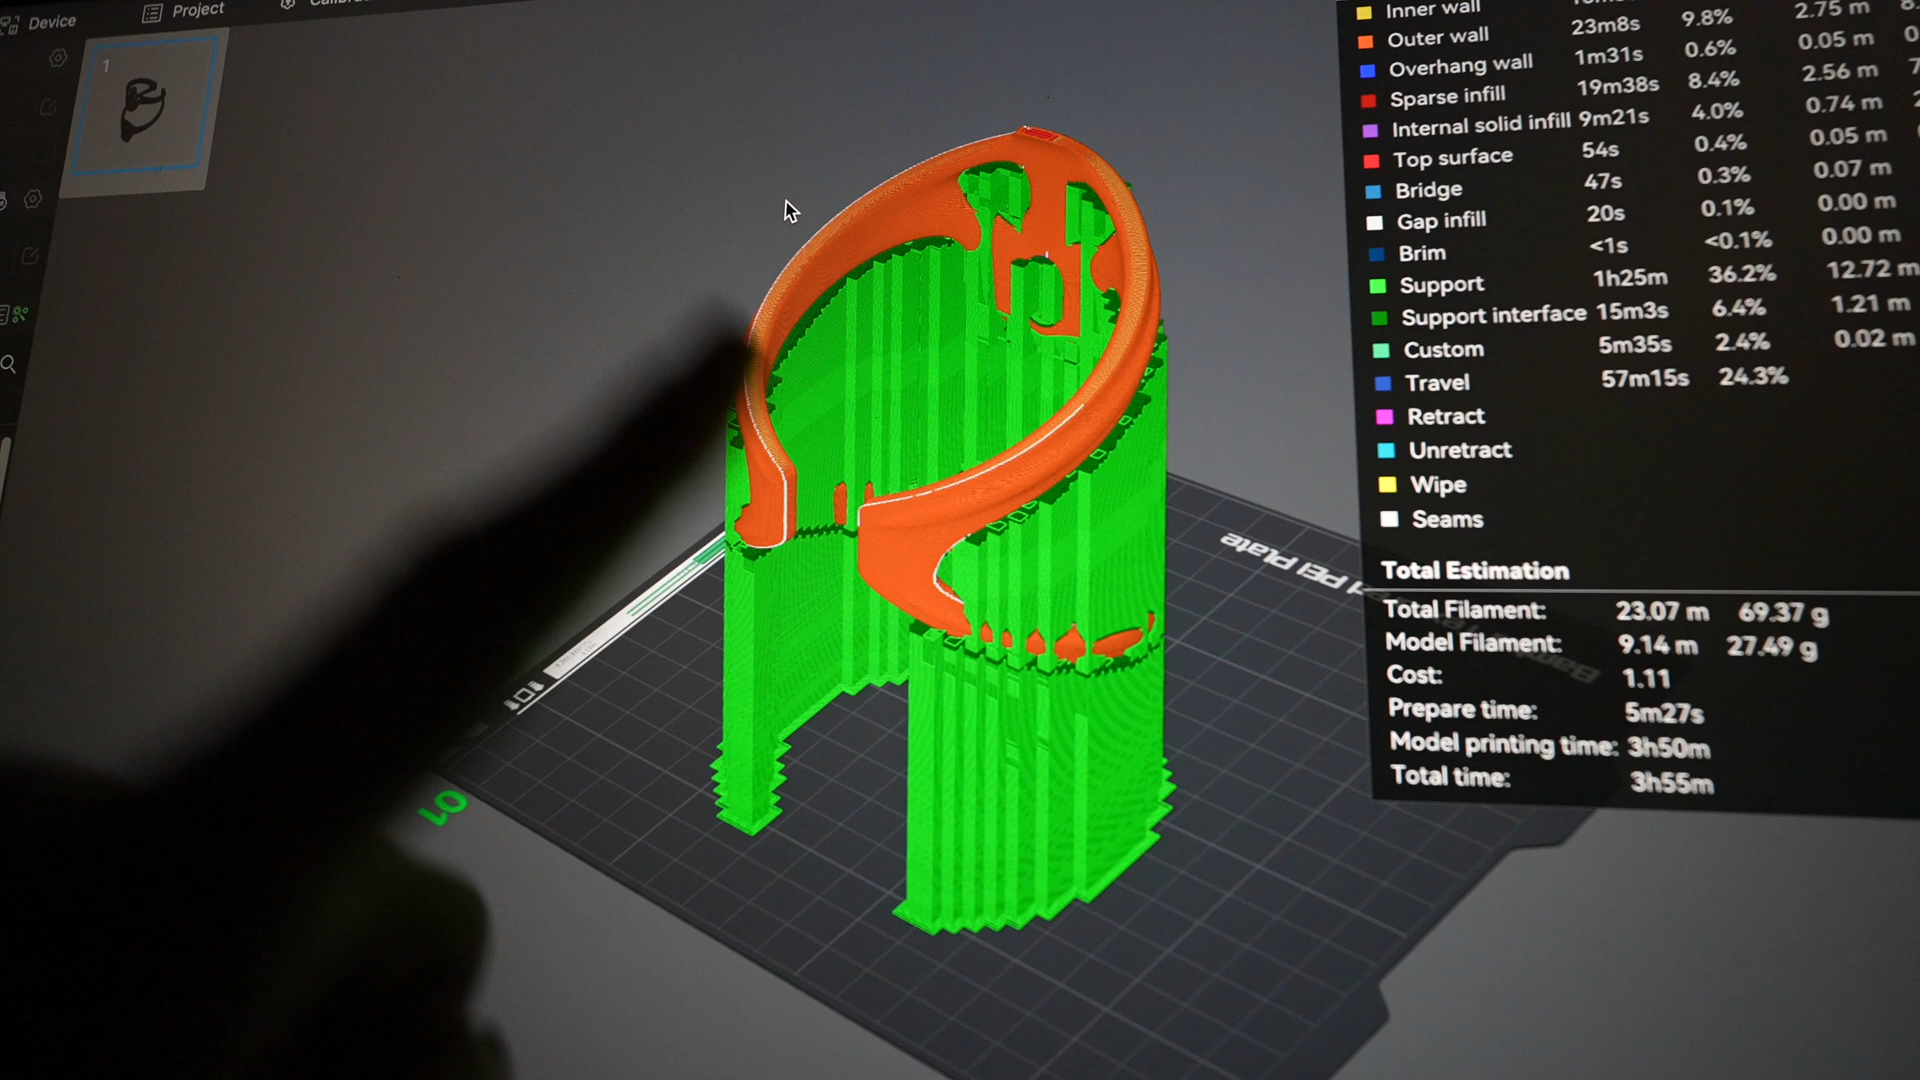 Device
Project
1
Inner wall 2.75 m
Outer wall 23m8s 9.8% 0.05 m
Overhang wall 1m31s 0.6% 2.56 m
Sparse infill 19m38s 8.4% 0.74 m
Internal solid infill 9m21s 4.0% 0.05 m
Top surface 54s 0.4% 0.07 m
Bridge 47s 0.3% 0.00 m
Gap infill 20s 0.1% 0.00 m
Brim <1s <0.1% 12.72 m
Support 1h25m 36.2% 1.21 m
Support interface 15m3s 6.4% 0.02 m
Custom 5m35s 2.4%
Travel 57m15s 24.3%
Retract
Unretract
Wipe
Seams
Total Estimation
Total Filament: 23.07 m 69.37 g
Model Filament: 9.14 m 27.49 g
Cost: 1.11
Prepare time: 5m27s
Model printing time: 3h50m
Total time: 3h55m
PEI Plate
01